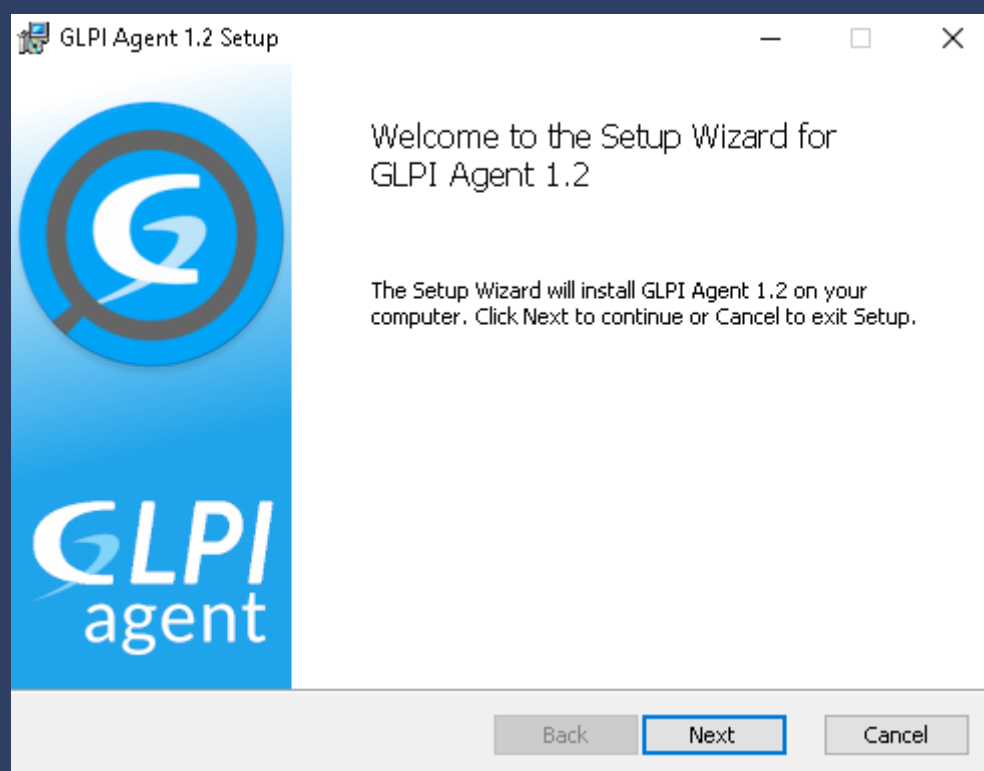 GLPI Agent 1.2 Setup
Welcome to the Setup Wizard for
GLPI Agent 1.2
The Setup Wizard will install GLPI Agent 1.2 on your
computer. Click Next to continue or Cancel to exit Setup.
GLPI
agent
Back
Next
Cancel